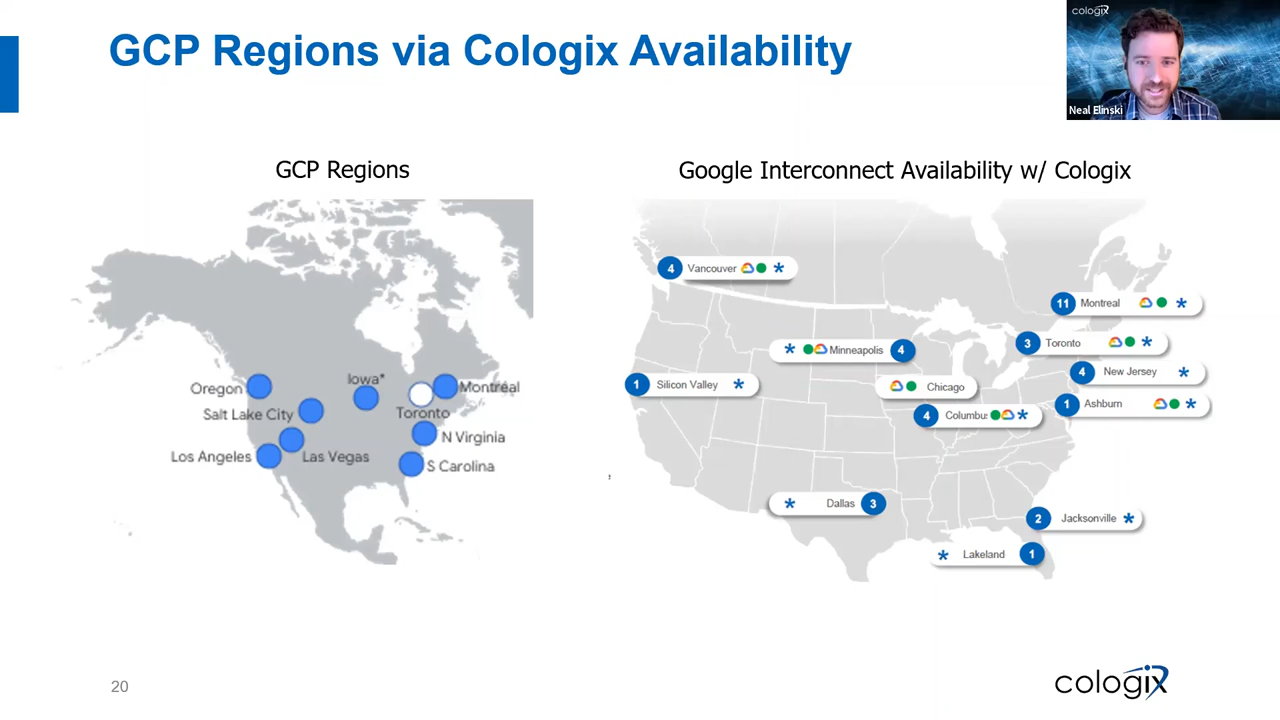 GCP Regions via Cologix Availability
cologix
Neal Elinski
GCP Regions
Google Interconnect Availability w/ Cologix
Oregon
Iowa*
Montreal
Salt Lake City
Toronto
N Virginia
Los Angeles
Las Vegas
S Carolina
4 Vancouver *
11 Montreal *
3 Toronto *
* Minneapolis 4
4 New Jersey *
1 Silicon Valley *
Chicago
1 Ashburn *
4 Columbu *
* Dallas 3
2 Jacksonville *
* Lakeland 1
,
20
cologix